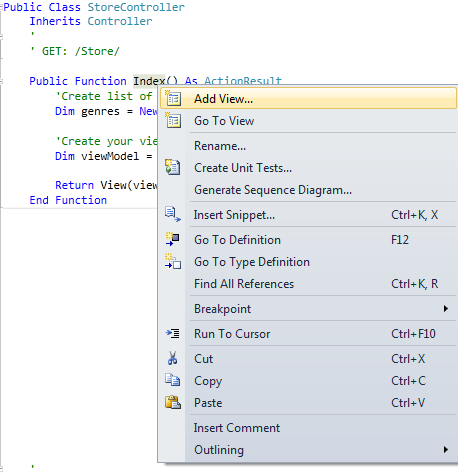 Public Class StoreController
Inherits Controller
'
' GET: /Store/
Public Function Index() As ActionResult
'Create list of
Dim genres = New
'Create your vie
Dim viewModel =
Return View(view
End Function
Add View...
Go To View
Rename...
Create Unit Tests...
Generate Sequence Diagram...
Insert Snippet... Ctrl+K, X
Go To Definition F12
Go To Type Definition
Find All References Ctrl+K, R
Breakpoint
Run To Cursor Ctrl+F10
Cut Ctrl+X
Copy Ctrl+C
Paste Ctrl+V
Insert Comment
Outlining
'